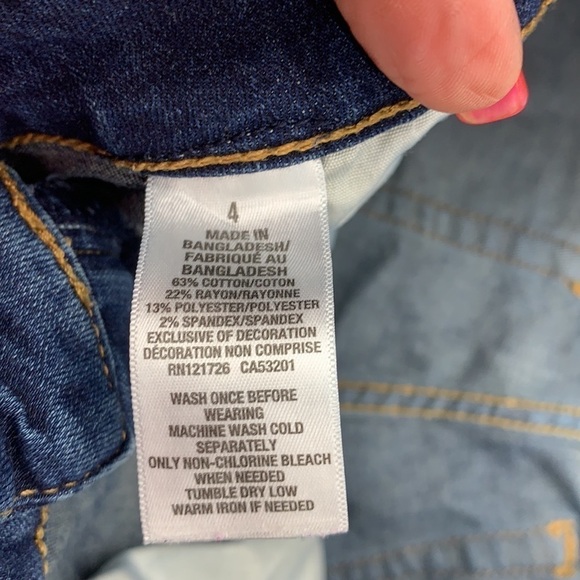 4
MADE IN
BANGLADESH/
FABRIQUÉ AU
BANGLADESH
63% COTTON/COTON
22% RAYON/RAYONNE
13% POLYESTER/POLYESTER
2% SPANDEX/SPANDEX
EXCLUSIVE OF DECORATION
DÉCORATION NON COMPRISE
RN121726 CA53201
WASH ONCE BEFORE
WEARING
MACHINE WASH COLD
SEPARATELY
ONLY NON-CHLORINE BLEACH
WHEN NEEDED
TUMBLE DRY LOW
WARM IRON IF NEEDED